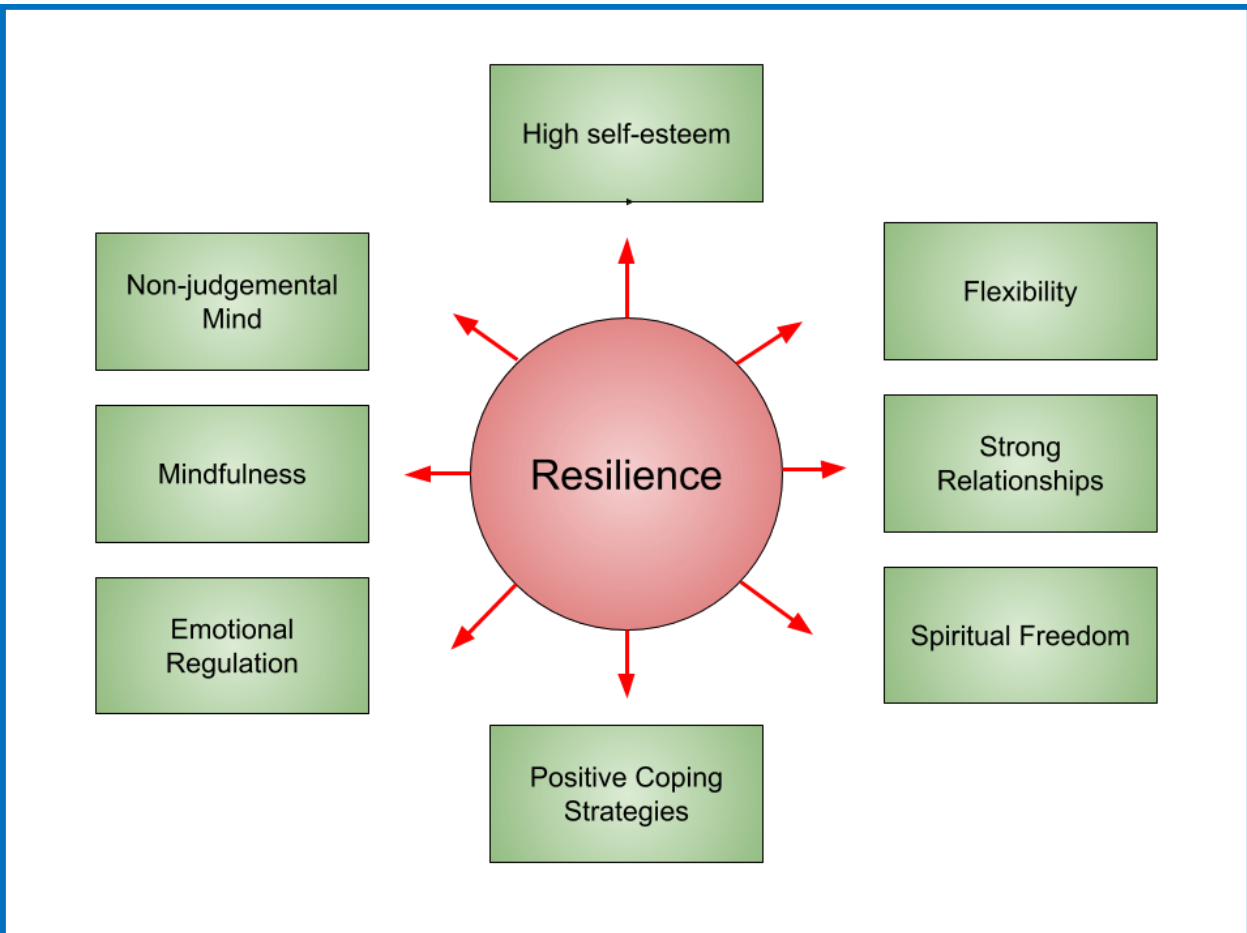 High self-esteem
Non-judgemental
Mind
Flexibility
Mindfulness
Resilience
Strong
Relationships
Emotional
Regulation
Spiritual Freedom
Positive Coping
Strategies